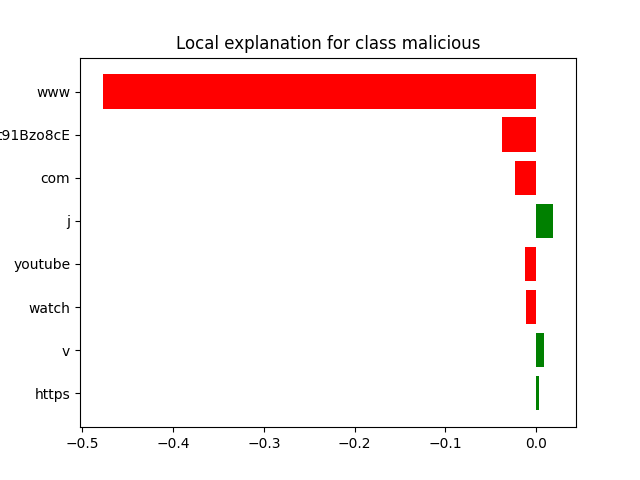 Local explanation for class malicious
www
91Bzo8cE
com
j
youtube
watch
v
https
−0.5 −0.4 −0.3 −0.2 −0.1 0.0